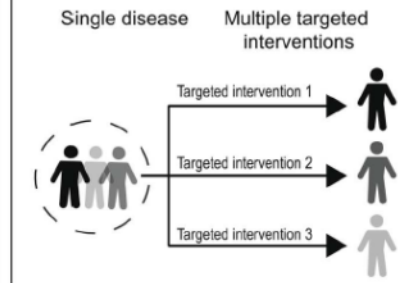 Single disease
Multiple targeted
interventions
Targeted intervention 1
Targeted intervention 2
Targeted intervention 3